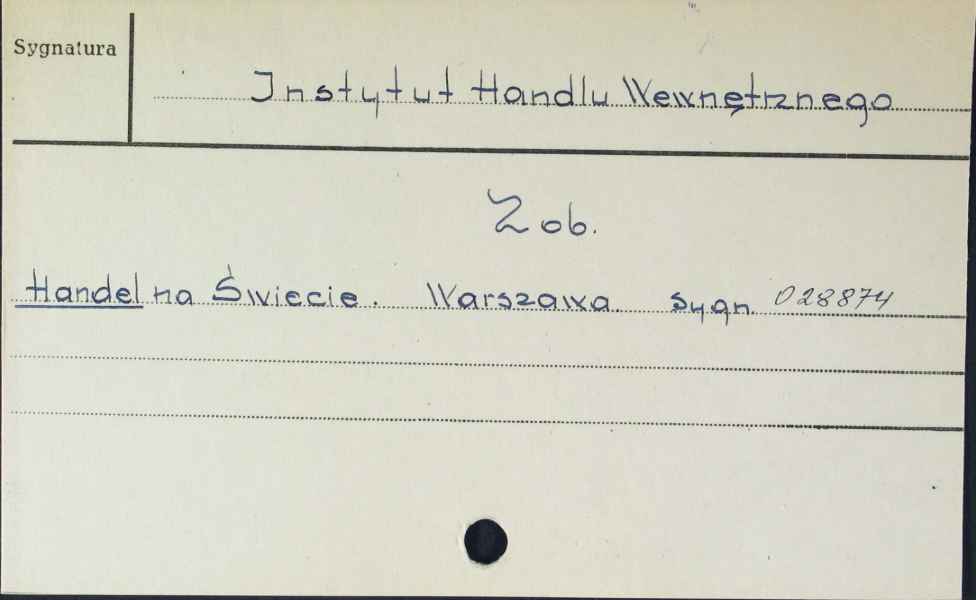 Sygnatura
Instytut Handlu Wewnętrznego
Zob.
Handel na Świecie. Warszawa. Sygn. 028874